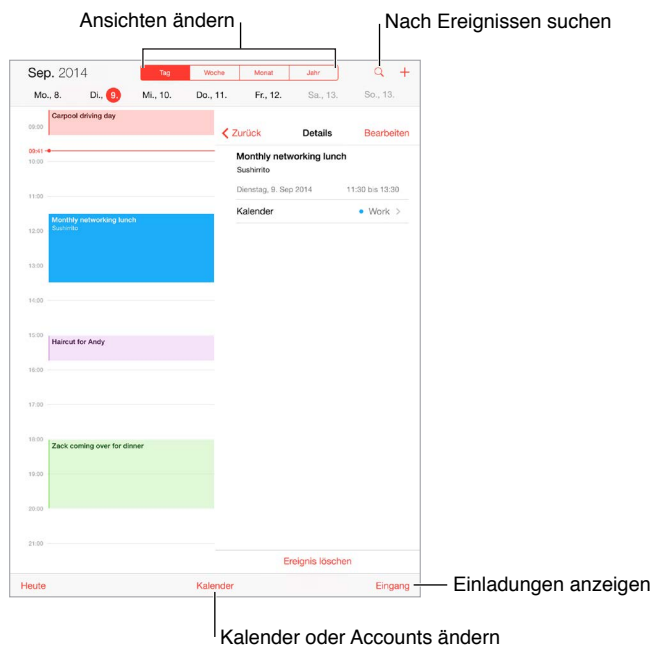 Ansichten ändern
Nach Ereignissen suchen
Sep. 2014
Tag Woche Monat Jahr
Mo., 8. Di., 9. Mi., 10. Do., 11. Fr., 12. Sa., 13. So., 13.
Carpool driving day
09:00
09:41
10:00
11:00
Monthly networking lunch
Sushirrito
12:00
13:00
14:00
15:00
Haircut for Andy
16:00
17:00
18:00
Zack coming over for dinner
19:00
20:00
21:00
Zurück Details Bearbeiten
Monthly networking lunch
Sushirrito
Dienstag, 9. Sep 2014 11:30 bis 13:30
Kalender Work
Ereignis löschen
Heute Kalender Eingang
Einladungen anzeigen
Kalender oder Accounts ändern